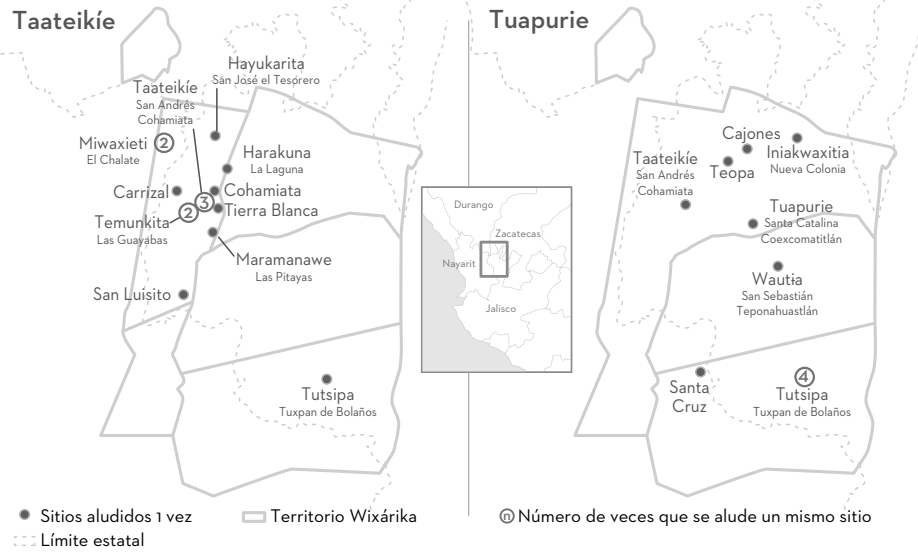 Taateikíe
Hayukarita
San José el Tesorero
Taateikíe
San Andrés
Cohamiata
Miwaxieti
2
El Chalate
Harakuna
La Laguna
Carrizal
3
Cohamiata
Tierra Blanca
Temunkita
2
Las Guayabas
Maramanawe
Las Pitayas
San Luisito
Tutsipa
Tuxpan de Bolaños
Durango
Zacatecas
Nayarit
Jalisco
Tuapurie
Cajones
Iniakwaxitia
Nueva Colonia
Teopa
Taateikíe
San Andrés
Cohamiata
Tuapurie
Santa Catalina
Coexcomatitlán
Wautia
San Sebastián
Teponahuastlán
Santa
Cruz
4
Tutsipa
Tuxpan de Bolaños
Sitios aludidos 1 vez
Territorio Wixárika
n Número de veces que se alude un mismo sitio
Límite estatal